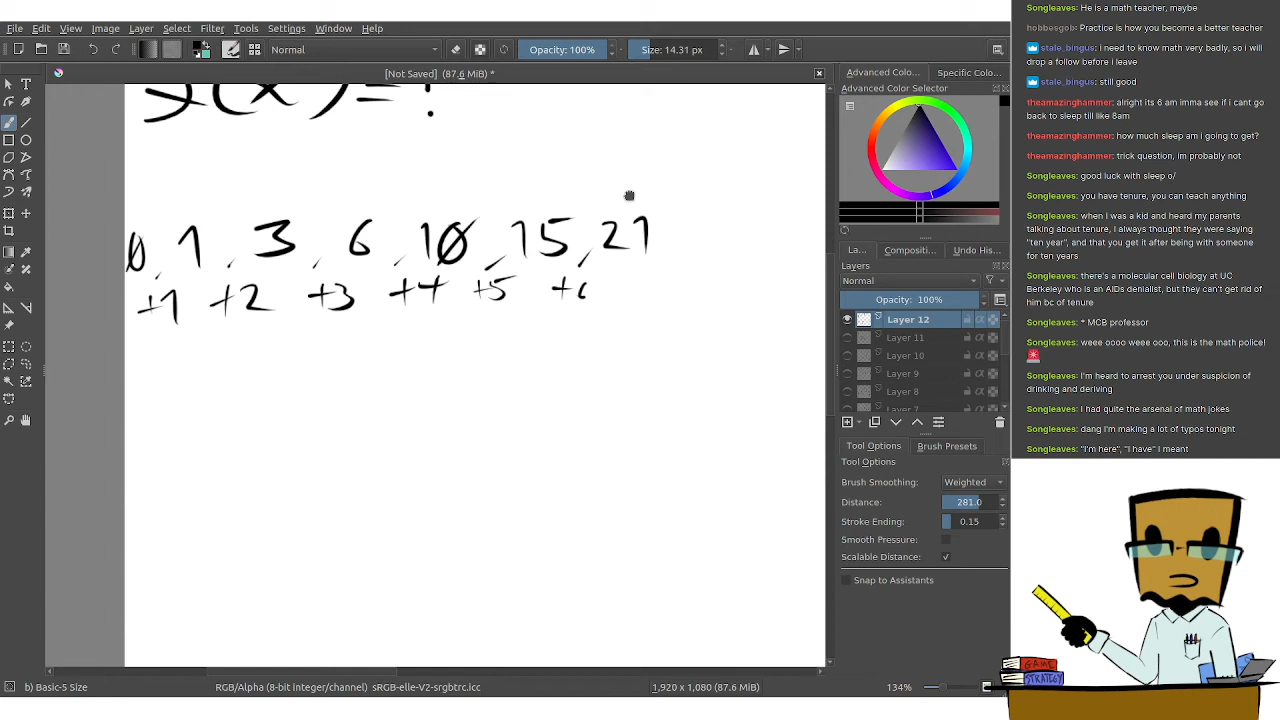 File Edit View Image Layer Select Filter Tools Settings Window Help
Normal Opacity: 100% Size: 14.31 px
[Not Saved] (87.6 MiB) *
(x)=?
0, 1, 3, 6, 10, 15, 21
+1 +2 +3 +4 +5 +6
Advanced Colo... Specific Colo...
Advanced Color Selector
La... Compositi... Undo His...
Layers
Normal
Opacity: 100%
Layer 12
Layer 11
Layer 10
Layer 9
Layer 8
Layer 7
Tool Options Brush Presets
Tool Options
Brush Smoothing: Weighted
Distance: 281.0
Stroke Ending: 0.15
Smooth Pressure:
Scalable Distance: ✓
Snap to Assistants
b) Basic-5 Size RGB/Alpha (8-bit integer/channel) sRGB-elle-V2-srgbtrc.icc 1,920 x 1,080 (87.6 MiB) 134%
Songleaves: He is a math teacher, maybe
hobbesgob: Practice is how you become a better teacher
stale_bingus: I need to know math very badly, so i will
drop a follow before i leave
stale_bingus: still good
theamazinghammer: alright its 6 am imma see if i cant go
back to sleep till like 8am
theamazinghammer: how much sleep am i going to get?
theamazinghammer: trick question, im probably not
Songleaves: good luck with sleep o/
Songleaves: you have tenure, you can teach anything
Songleaves: when I was a kid and heard my parents
talking about tenure, I always thought they were saying
"ten year", and that you get it after being with someone
for ten years
Songleaves: there's a molecular cell biology at UC
Berkeley who is an AIDs denialist, but they can't get rid of
him bc of tenure
Songleaves: * MCB professor
Songleaves: weee oooo weee ooo, this is the math police!
Songleaves: I'm heard to arrest you under suspicion of
drinking and deriving
Songleaves: I had quite the arsenal of math jokes
Songleaves: dang I'm making a lot of typos tonight
Songleaves: "I'm here", "I have" i meant
GAME
STRATEGY